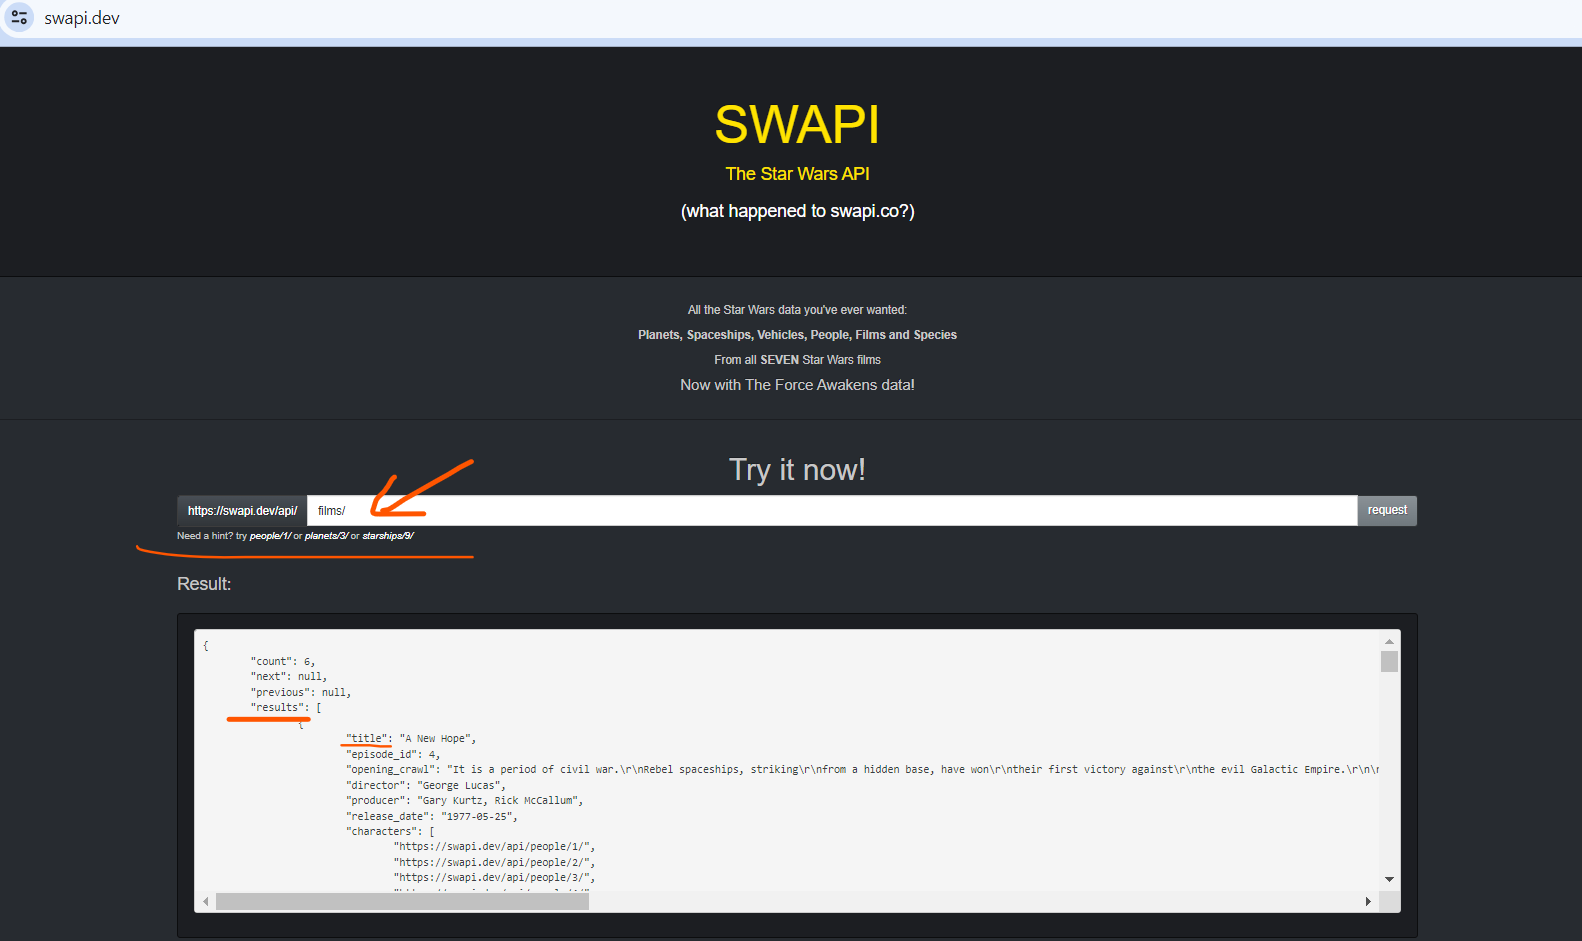 swapi.dev
SWAPI
The Star Wars API
(what happened to swapi.co?)
All the Star Wars data you've ever wanted:
Planets, Spaceships, Vehicles, People, Films and Species
From all SEVEN Star Wars films
Now with The Force Awakens data!
Try it now!
https://swapi.dev/api/ films/ request
Need a hint? try people/1/ or planets/3/ or starships/9/
Result:
{
"count": 6,
"next": null,
"previous": null,
"results": [
{
"title": "A New Hope",
"episode_id": 4,
"opening_crawl": "It is a period of civil war.\r\nRebel spaceships, striking\r\nfrom a hidden base, have won\r\ntheir first victory against\r\nthe evil Galactic Empire.\r\n\r
"director": "George Lucas",
"producer": "Gary Kurtz, Rick McCallum",
"release_date": "1977-05-25",
"characters": [
"https://swapi.dev/api/people/1/",
"https://swapi.dev/api/people/2/",
"https://swapi.dev/api/people/3/",